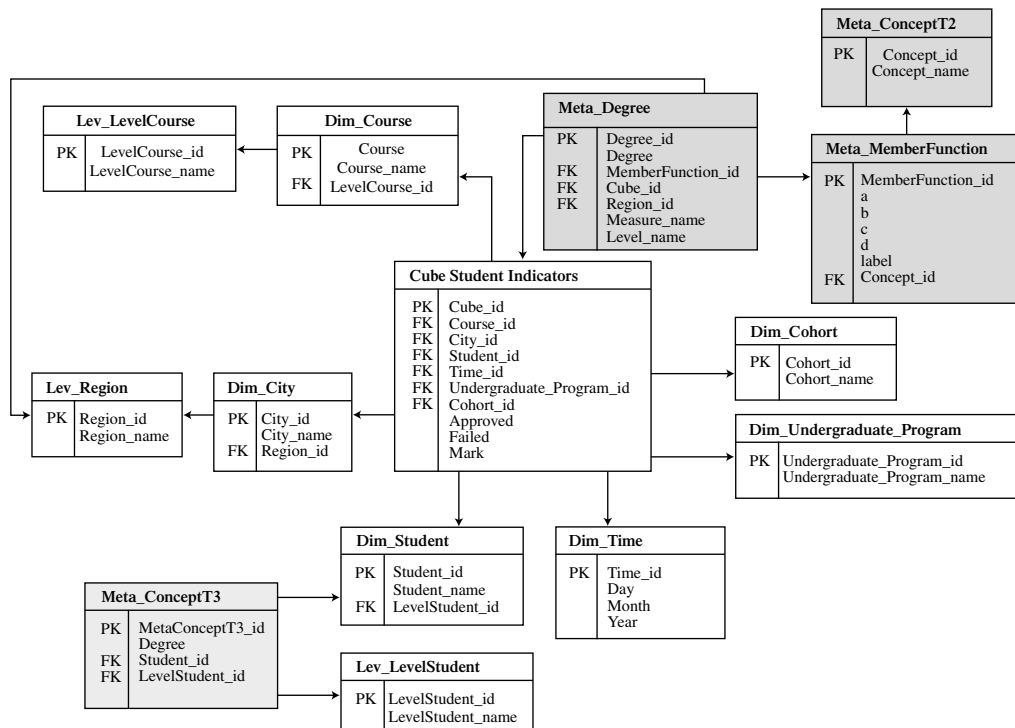 Meta_ConceptT2
PK Concept_id
Concept_name
Meta_Degree
PK Degree_id
Degree
FK MemberFunction_id
FK Cube_id
FK Region_id
Measure_name
Level_name
Lev_LevelCourse
PK LevelCourse_id
LevelCourse_name
Dim_Course
PK Course
Course_name
FK LevelCourse_id
Meta_MemberFunction
PK MemberFunction_id
a
b
c
d
label
FK Concept_id
Cube Student Indicators
PK Cube_id
FK Course_id
FK City_id
FK Student_id
FK Time_id
FK Undergraduate_Program_id
FK Cohort_id
Approved
Failed
Mark
Dim_Cohort
PK Cohort_id
Cohort_name
Lev_Region
PK Region_id
Region_name
Dim_City
PK City_id
City_name
FK Region_id
Dim_Undergraduate_Program
PK Undergraduate_Program_id
Undergraduate_Program_name
Dim_Student
PK Student_id
Student_name
FK LevelStudent_id
Dim_Time
PK Time_id
Day
Month
Year
Meta_ConceptT3
PK MetaConceptT3_id
Degree
FK Student_id
FK LevelStudent_id
Lev_LevelStudent
PK LevelStudent_id
LevelStudent_name